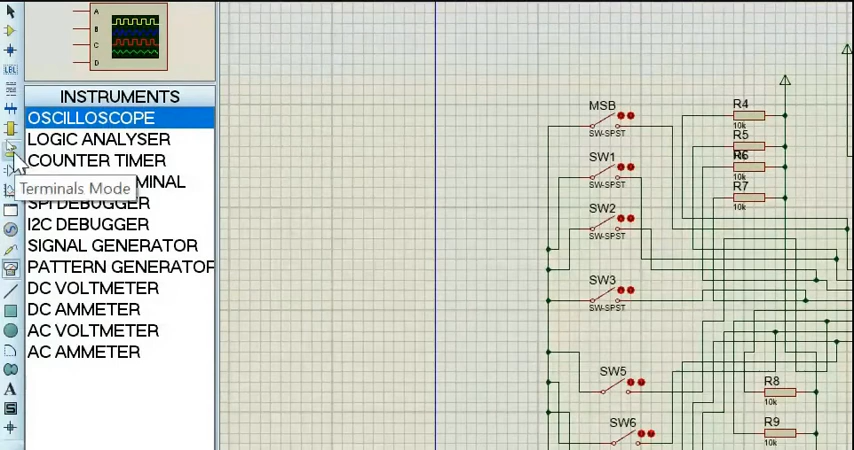 A
B
C
D
LBL
INSTRUMENTS
OSCILLOSCOPE
LOGIC ANALYSER
COUNTER TIMER
MINAL
Terminals Mode
SPI DEBUGGER
I2C DEBUGGER
SIGNAL GENERATOR
PATTERN GENERATOR
DC VOLTMETER
DC AMMETER
AC VOLTMETER
AC AMMETER
A
S
MSB
SW-SPST
SW1
SW-SPST
SW2
SW-SPST
SW3
SW-SPST
SW5
SW6
R4
10k
R5
10k
R6
R7
10k
R8
10k
R9
10k